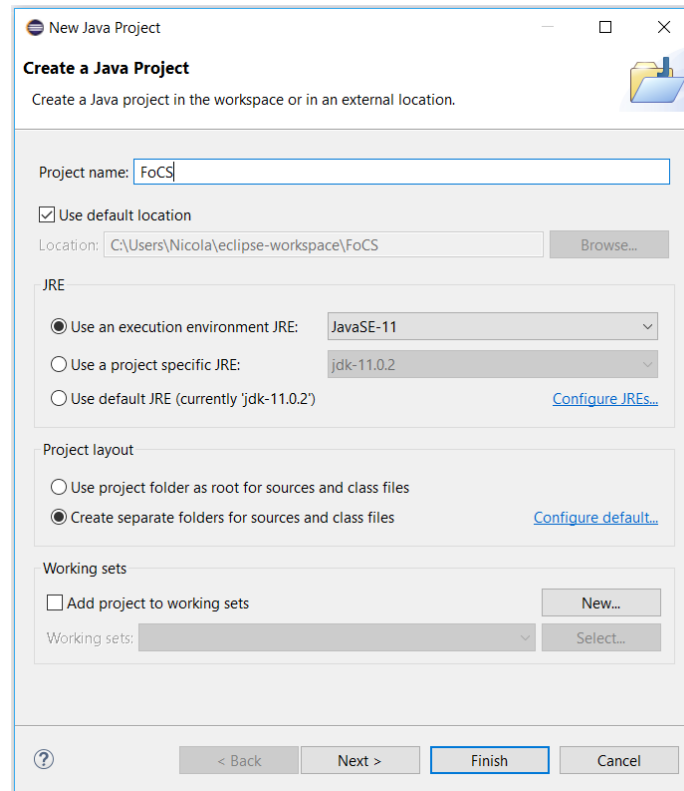 New Java Project
Create a Java Project
Create a Java project in the workspace or in an external location.
Project name: FoCS
Use default location
Location: C:\Users\Nicola\eclipse-workspace\FoCS Browse...
JRE
Use an execution environment JRE: JavaSE-11
Use a project specific JRE: jdk-11.0.2
Use default JRE (currently 'jdk-11.0.2') Configure JREs...
Project layout
Use project folder as root for sources and class files
Create separate folders for sources and class files Configure default...
Working sets
Add project to working sets New...
Working sets: Select...
? < Back Next > Finish Cancel